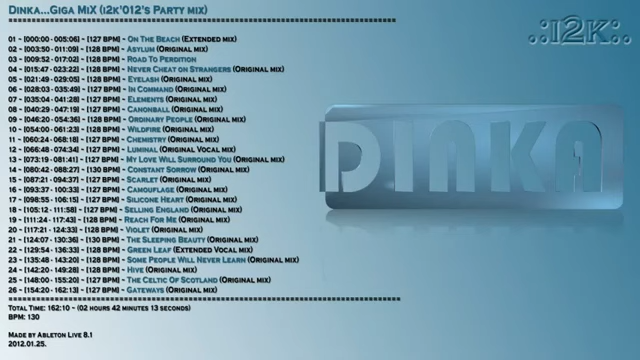 Dinka...Giga MiX (i2k'012's Party mix)
.:i2K:.
01 ~ [000:00 - 005:06] ~ [127 BPM] ~ On The Beach (Extended mix)
02 ~ [003:50 - 011:09] ~ [128 BPM] ~ Asylum (Original mix)
03 ~ [009:52 - 017:02] ~ [128 BPM] ~ Road To Perdition
04 ~ [015:47 - 023:22] ~ [128 BPM] ~ Never Cheat on Strangers (Original mix)
05 ~ [021:49 - 029:05] ~ [128 BPM] ~ Eyelash (Original mix)
06 ~ [028:03 - 035:49] ~ [127 BPM] ~ In Command (Original mix)
07 ~ [035:04 - 041:28] ~ [127 BPM] ~ Elements (Original mix)
08 ~ [040:29 - 047:19] ~ [127 BPM] ~ Canonball (Original mix)
09 ~ [046:20 - 054:36] ~ [128 BPM] ~ Ordinary People (Original mix)
10 ~ [054:00 - 061:23] ~ [128 BPM] ~ Wildfire (Original mix)
11 ~ [060:24 - 068:18] ~ [127 BPM] ~ Chemistry (Original mix)
12 ~ [066:48 - 074:34] ~ [127 BPM] ~ Luminal (Original Vocal mix)
13 ~ [073:19 - 081:41] ~ [127 BPM] ~ My Love Will Surround You (Original mix)
14 ~ [080:42 - 088:27] ~ [130 BPM] ~ Constant Sorrow (Original mix)
15 ~ [087:21 - 094:37] ~ [127 BPM] ~ Scarlet (Original mix)
16 ~ [093:37 - 100:33] ~ [127 BPM] ~ Camouflage (Original mix)
17 ~ [098:55 - 106:15] ~ [127 BPM] ~ Silicone Heart (Original mix)
18 ~ [105:12 - 111:58] ~ [127 BPM] ~ Selling England (Original mix)
19 ~ [111:24 - 117:43] ~ [128 BPM] ~ Reach For Me (Original mix)
20 ~ [117:21 - 124:33] ~ [128 BPM] ~ Violet (Original mix)
21 ~ [124:07 - 130:36] ~ [130 BPM] ~ The Sleeping Beauty (Original mix)
22 ~ [129:54 - 136:33] ~ [128 BPM] ~ Green Leaf (Extended Vocal mix)
23 ~ [135:48 - 143:20] ~ [128 BPM] ~ Some People Will Never Learn (Original mix)
24 ~ [142:20 - 149:28] ~ [128 BPM] ~ Hive (Original mix)
25 ~ [148:00 - 155:20] ~ [127 BPM] ~ The Celtic Of Scotland (Original mix)
26 ~ [154:20 - 162:13] ~ [127 BPM] ~ Gateways (Original mix)
DINKA
Total Time: 162:10 ~ (02 hours 42 minutes 13 seconds)
BPM: 130
Made by Ableton Live 8.1
2012.01.25.